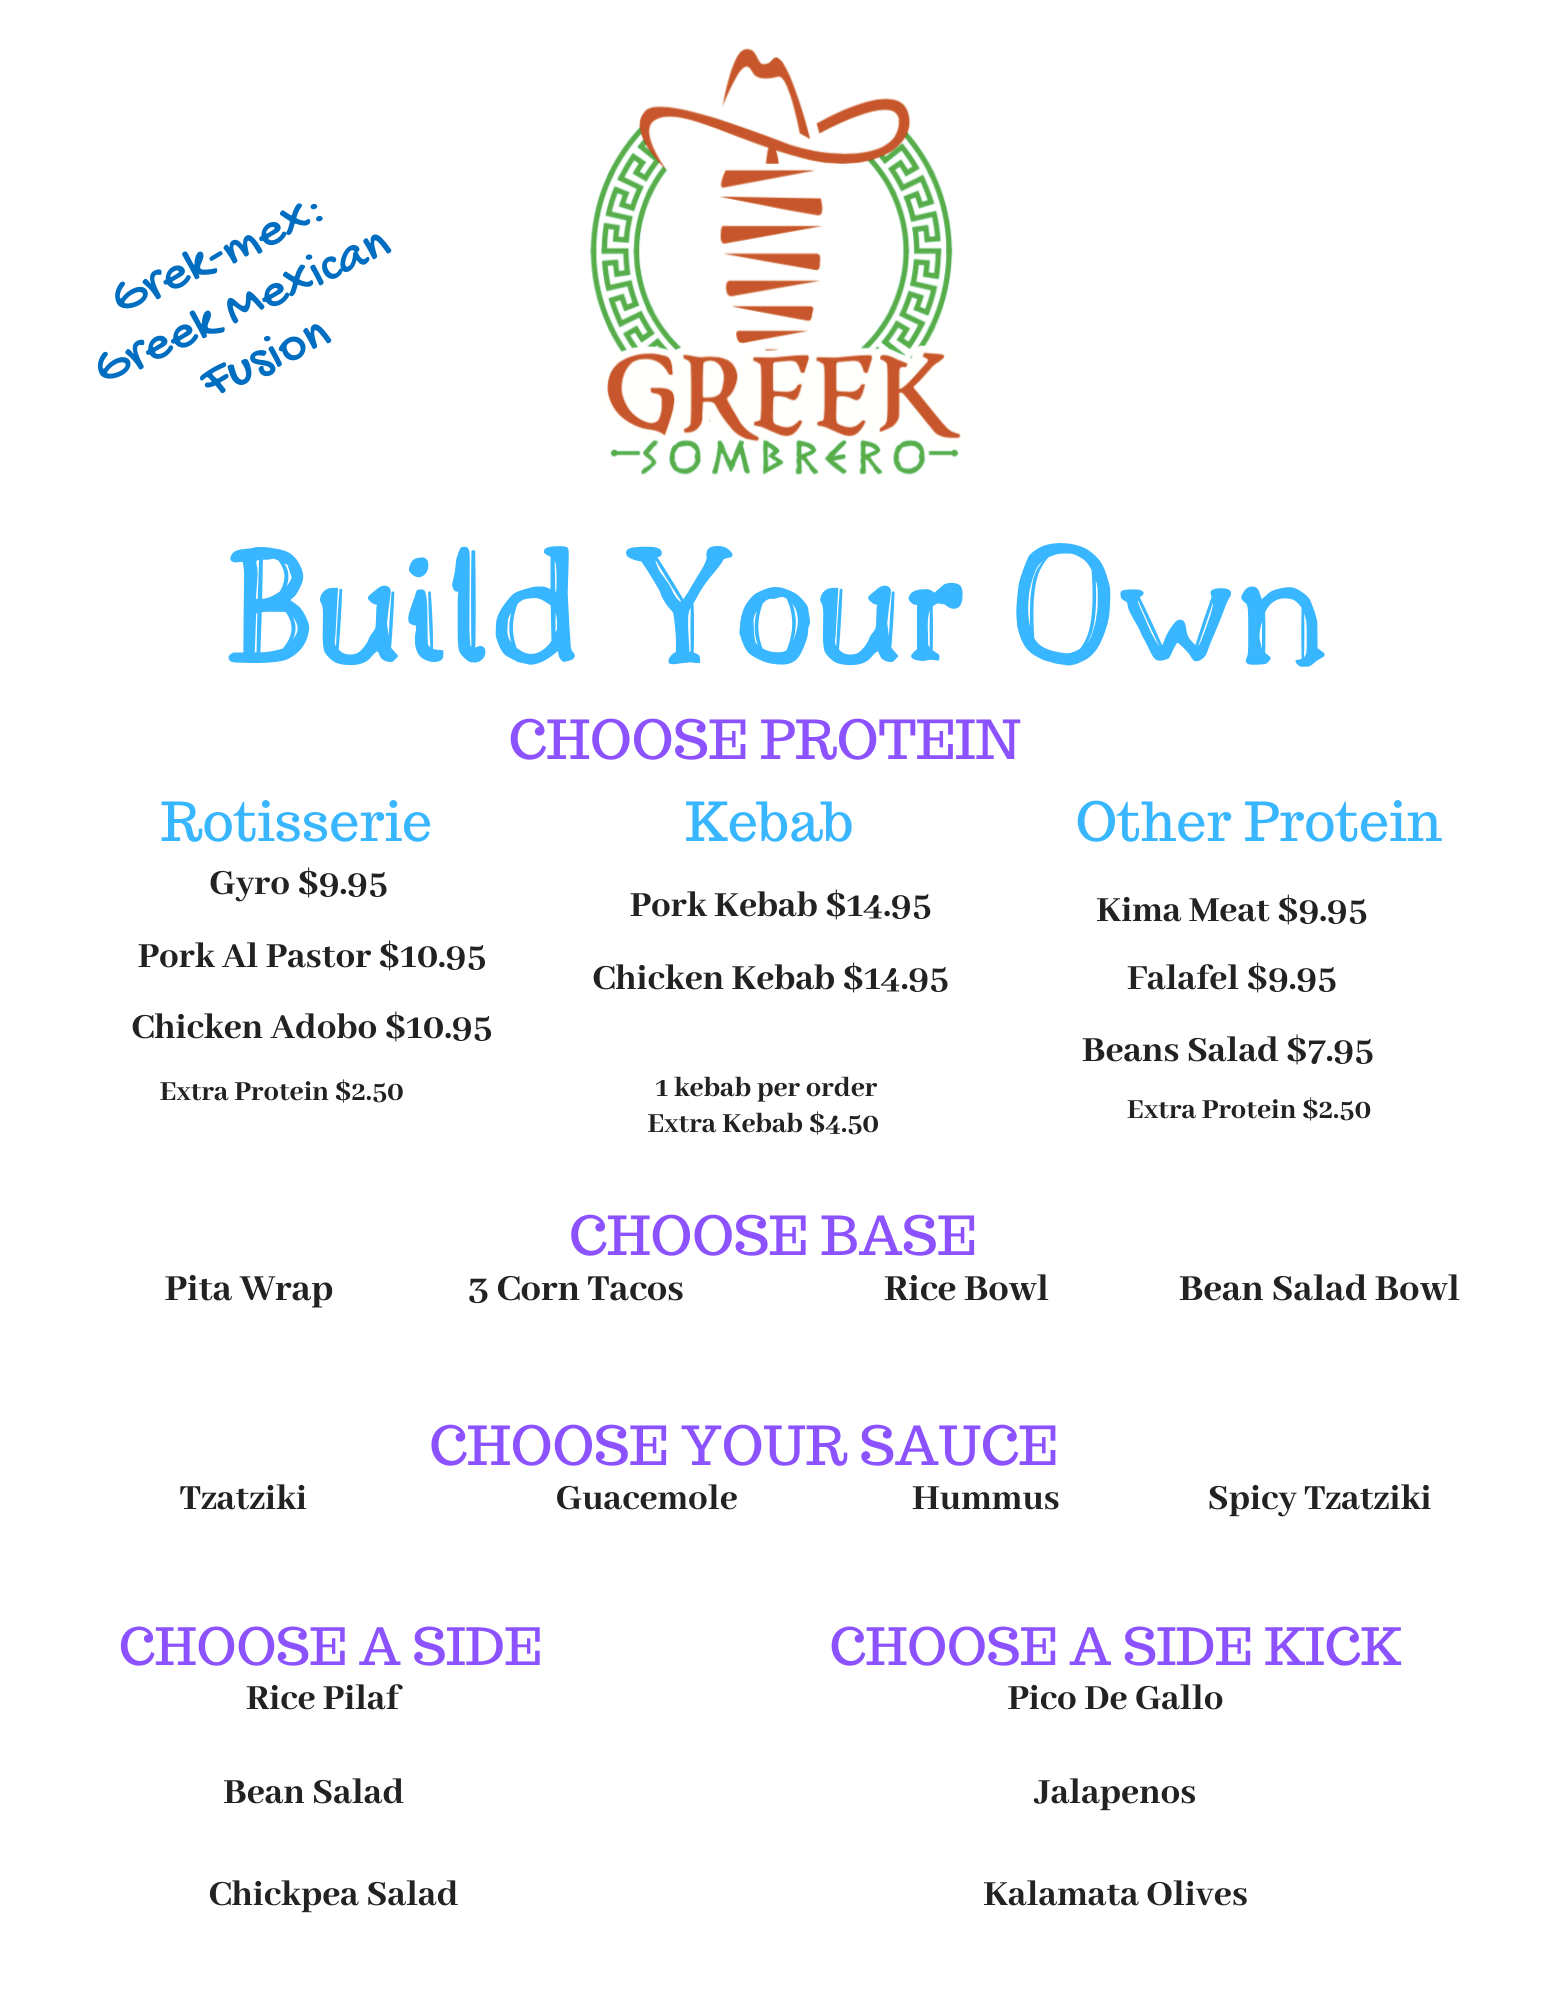 Grek-mex:
Greek Mexican
Fusion
GREEK
SOMBRERO
Build Your Own
CHOOSE PROTEIN
Rotisserie
Gyro $9.95
Pork Al Pastor $10.95
Chicken Adobo $10.95
Extra Protein $2.50
Kebab
Pork Kebab $14.95
Chicken Kebab $14.95
1 kebab per order
Extra Kebab $4.50
Other Protein
Kima Meat $9.95
Falafel $9.95
Beans Salad $7.95
Extra Protein $2.50
CHOOSE BASE
Pita Wrap
3 Corn Tacos
Rice Bowl
Bean Salad Bowl
CHOOSE YOUR SAUCE
Tzatziki
Guacemole
Hummus
Spicy Tzatziki
CHOOSE A SIDE
Rice Pilaf
Bean Salad
Chickpea Salad
CHOOSE A SIDE KICK
Pico De Gallo
Jalapenos
Kalamata Olives